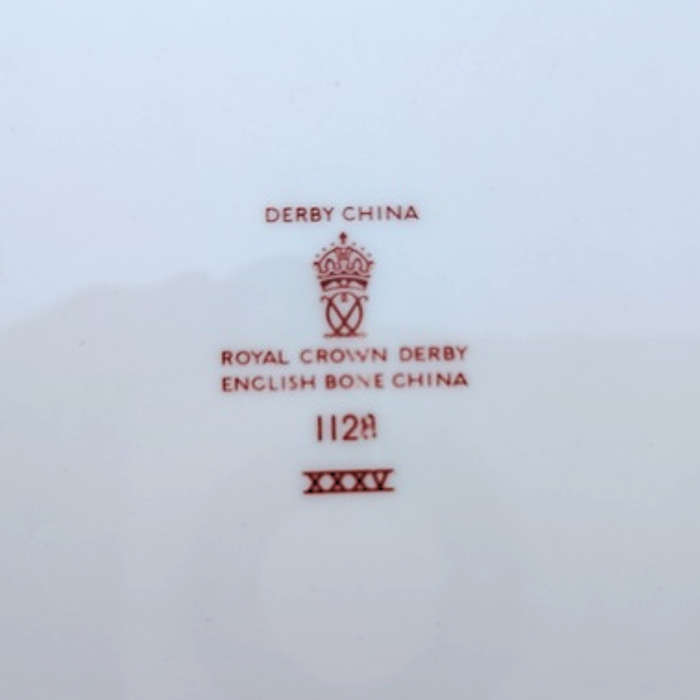 DERBY CHINA
ROYAL CROWN DERBY
ENGLISH BONE CHINA
1128
XXXV